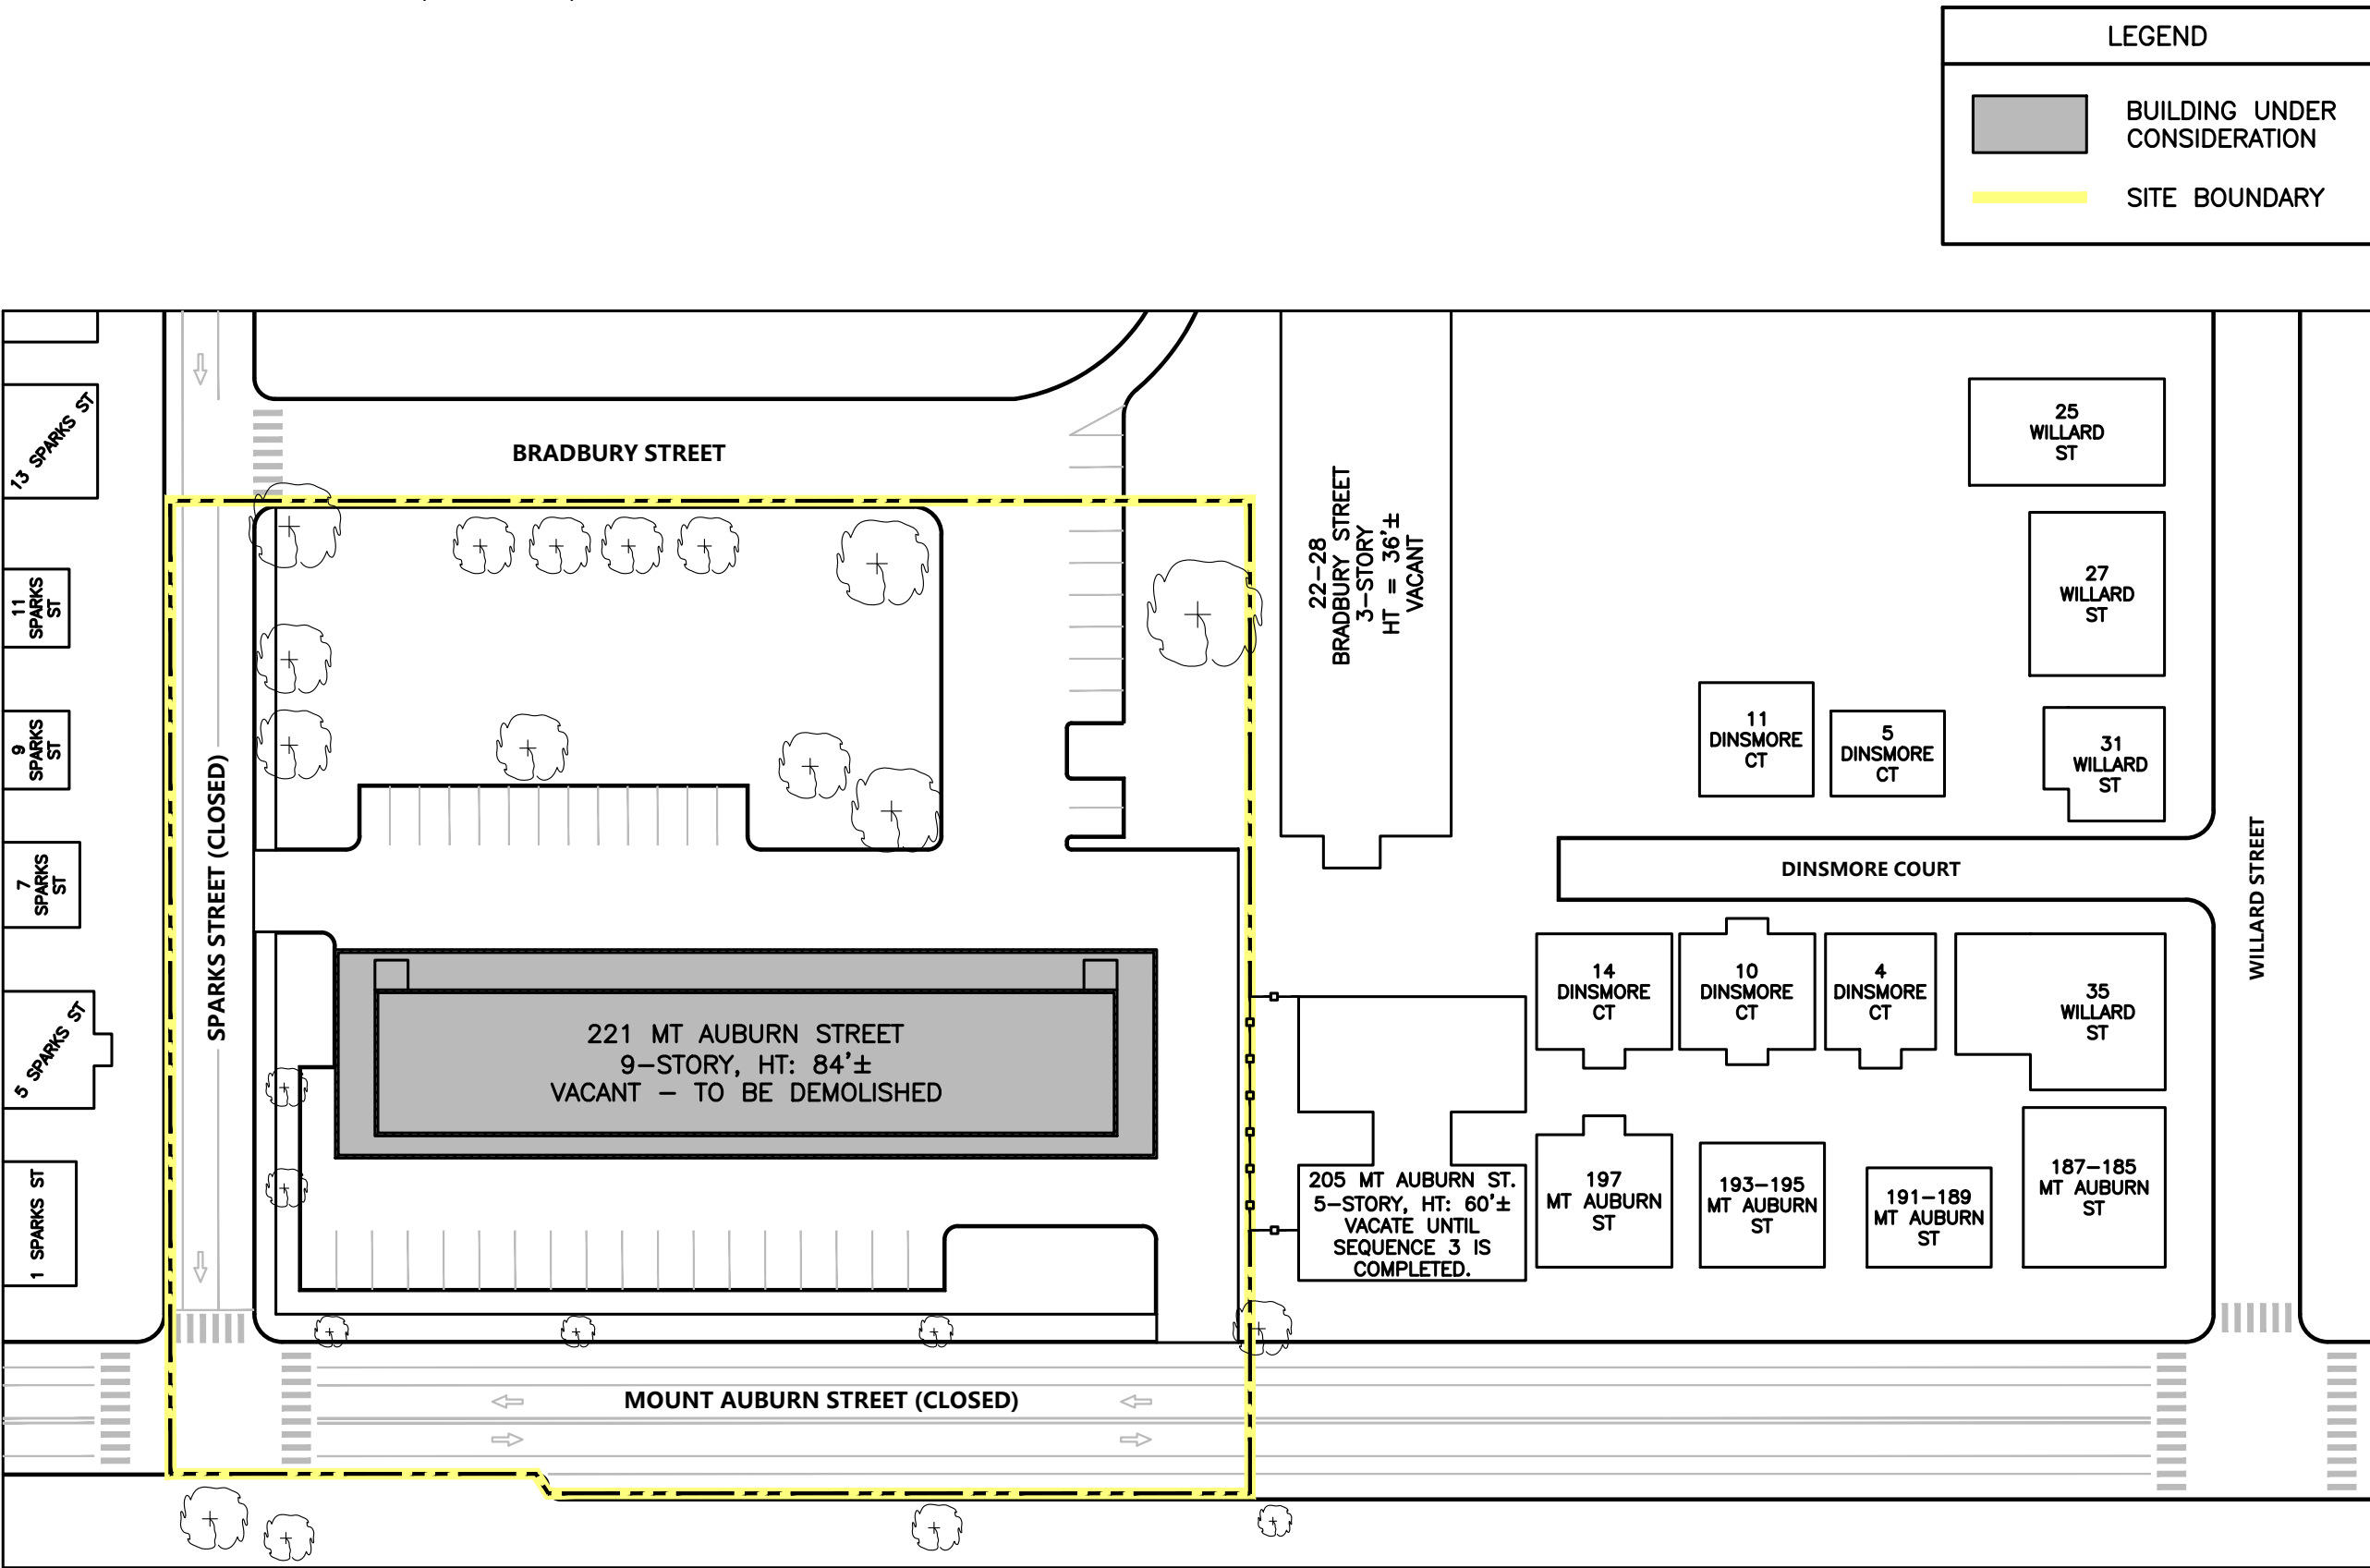 LEGEND
BUILDING UNDER
CONSIDERATION
SITE BOUNDARY
13 SPARKS ST
11
SPARKS
ST
9
SPARKS
ST
7
SPARKS
ST
5 SPARKS ST
1 SPARKS ST
SPARKS STREET (CLOSED)
BRADBURY STREET
22-28
BRADBURY STREET
3-STORY
HT = 36'±
VACANT
221 MT AUBURN STREET
9-STORY, HT: 84'±
VACANT - TO BE DEMOLISHED
205 MT AUBURN ST.
5-STORY, HT: 60'±
VACATE UNTIL
SEQUENCE 3 IS
COMPLETED.
25
WILLARD
ST
27
WILLARD
ST
11
DINSMORE
CT
5
DINSMORE
CT
31
WILLARD
ST
DINSMORE COURT
WILLARD STREET
14
DINSMORE
CT
10
DINSMORE
CT
4
DINSMORE
CT
35
WILLARD
ST
197
MT AUBURN
ST
193-195
MT AUBURN
ST
191-189
MT AUBURN
ST
187-185
MT AUBURN
ST
MOUNT AUBURN STREET (CLOSED)